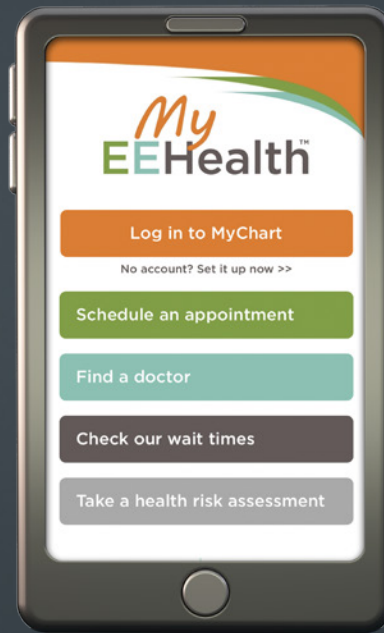 My
EEHealth™
Log in to MyChart
No account? Set it up now >>
Schedule an appointment
Find a doctor
Check our wait times
Take a health risk assessment